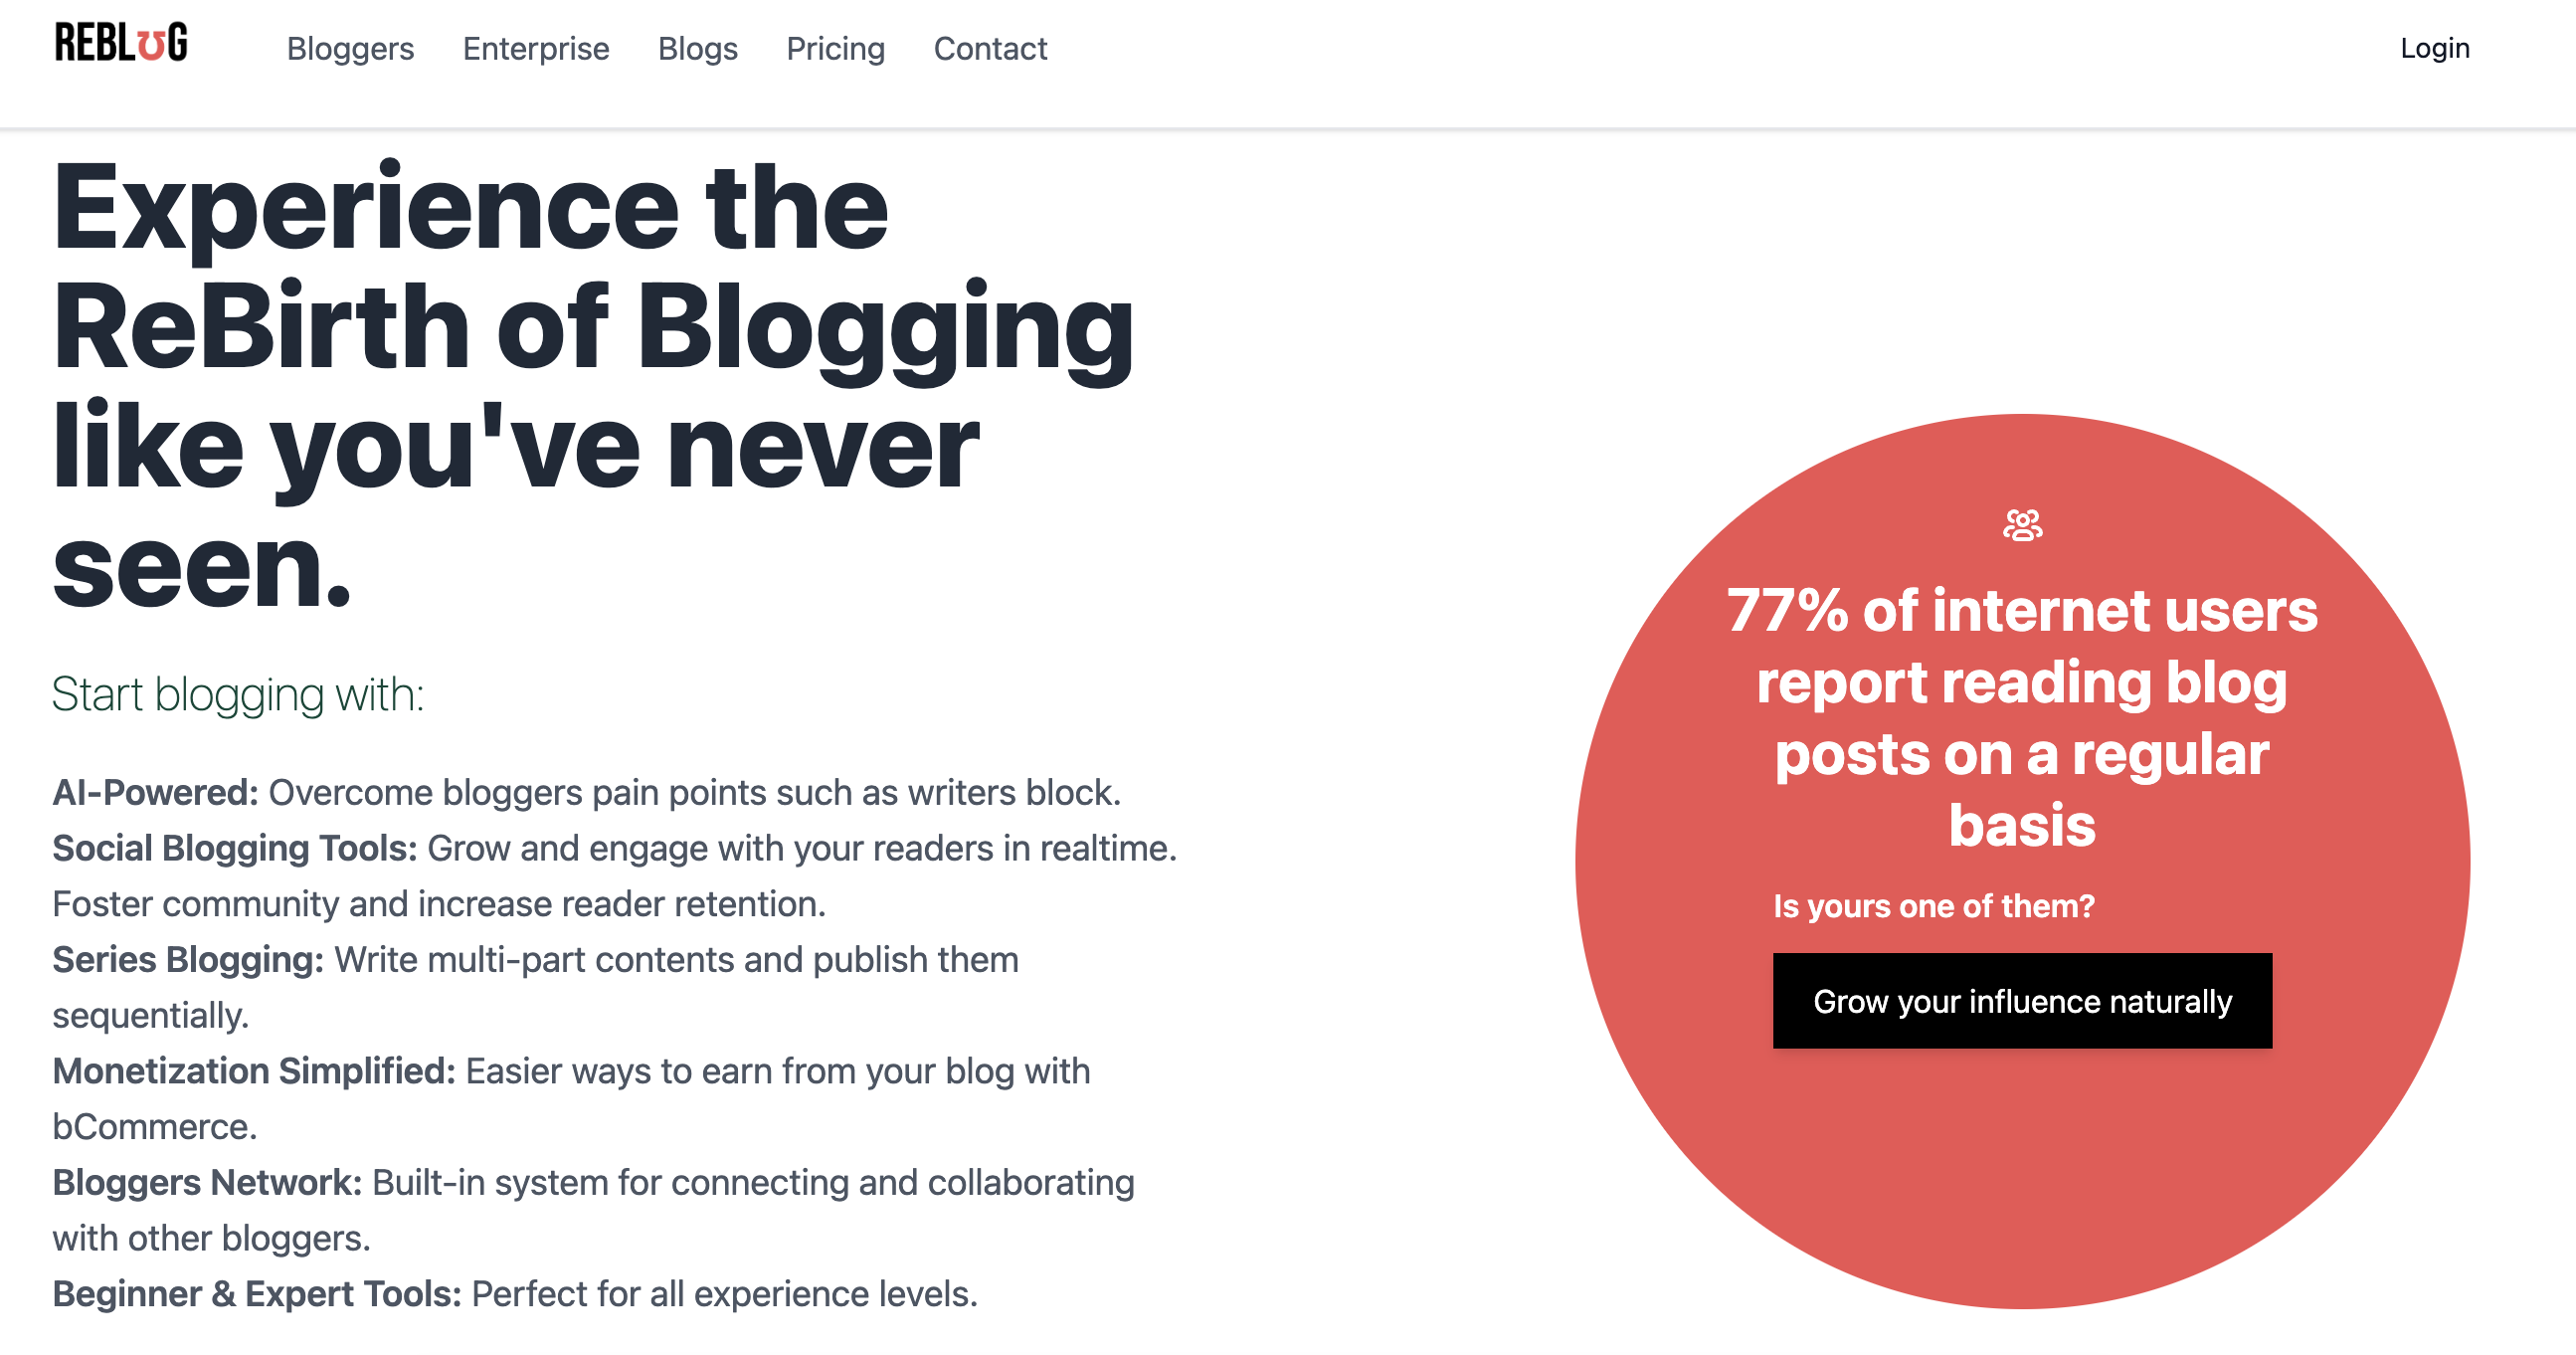 REBLOG
Bloggers
Enterprise
Blogs
Pricing
Contact
Login
Experience the
ReBirth of Blogging
like you've never
seen.
Start blogging with:
AI-Powered: Overcome bloggers pain points such as writers block.
Social Blogging Tools: Grow and engage with your readers in realtime.
Foster community and increase reader retention.
Series Blogging: Write multi-part contents and publish them
sequentially.
Monetization Simplified: Easier ways to earn from your blog with
bCommerce.
Bloggers Network: Built-in system for connecting and collaborating
with other bloggers.
Beginner & Expert Tools: Perfect for all experience levels.
77% of internet users
report reading blog
posts on a regular
basis
Is yours one of them?
Grow your influence naturally